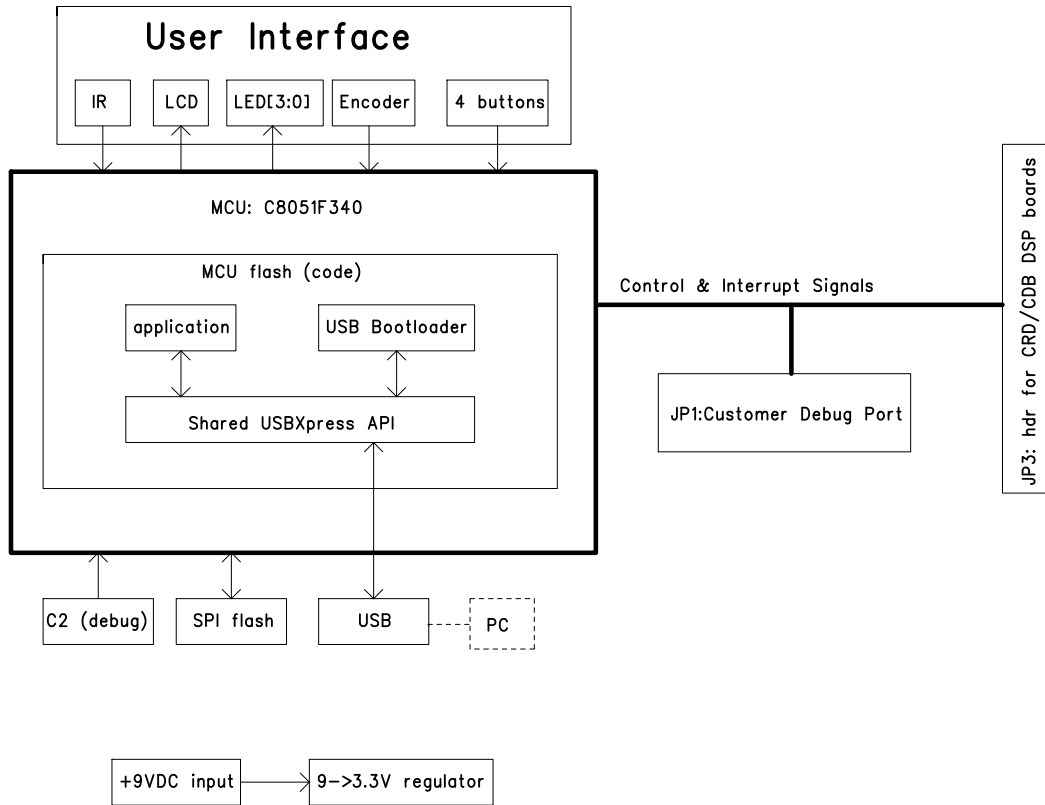 User Interface
IR
LCD
LED[3:0]
Encoder
4 buttons
MCU: C8051F340
MCU flash (code)
application
USB Bootloader
Shared USBXpress API
Control & Interrupt Signals
JP1:Customer Debug Port
JP3: hdr for CRD/CDB DSP boards
C2 (debug)
SPI flash
USB
PC
+9VDC input
9->3.3V regulator